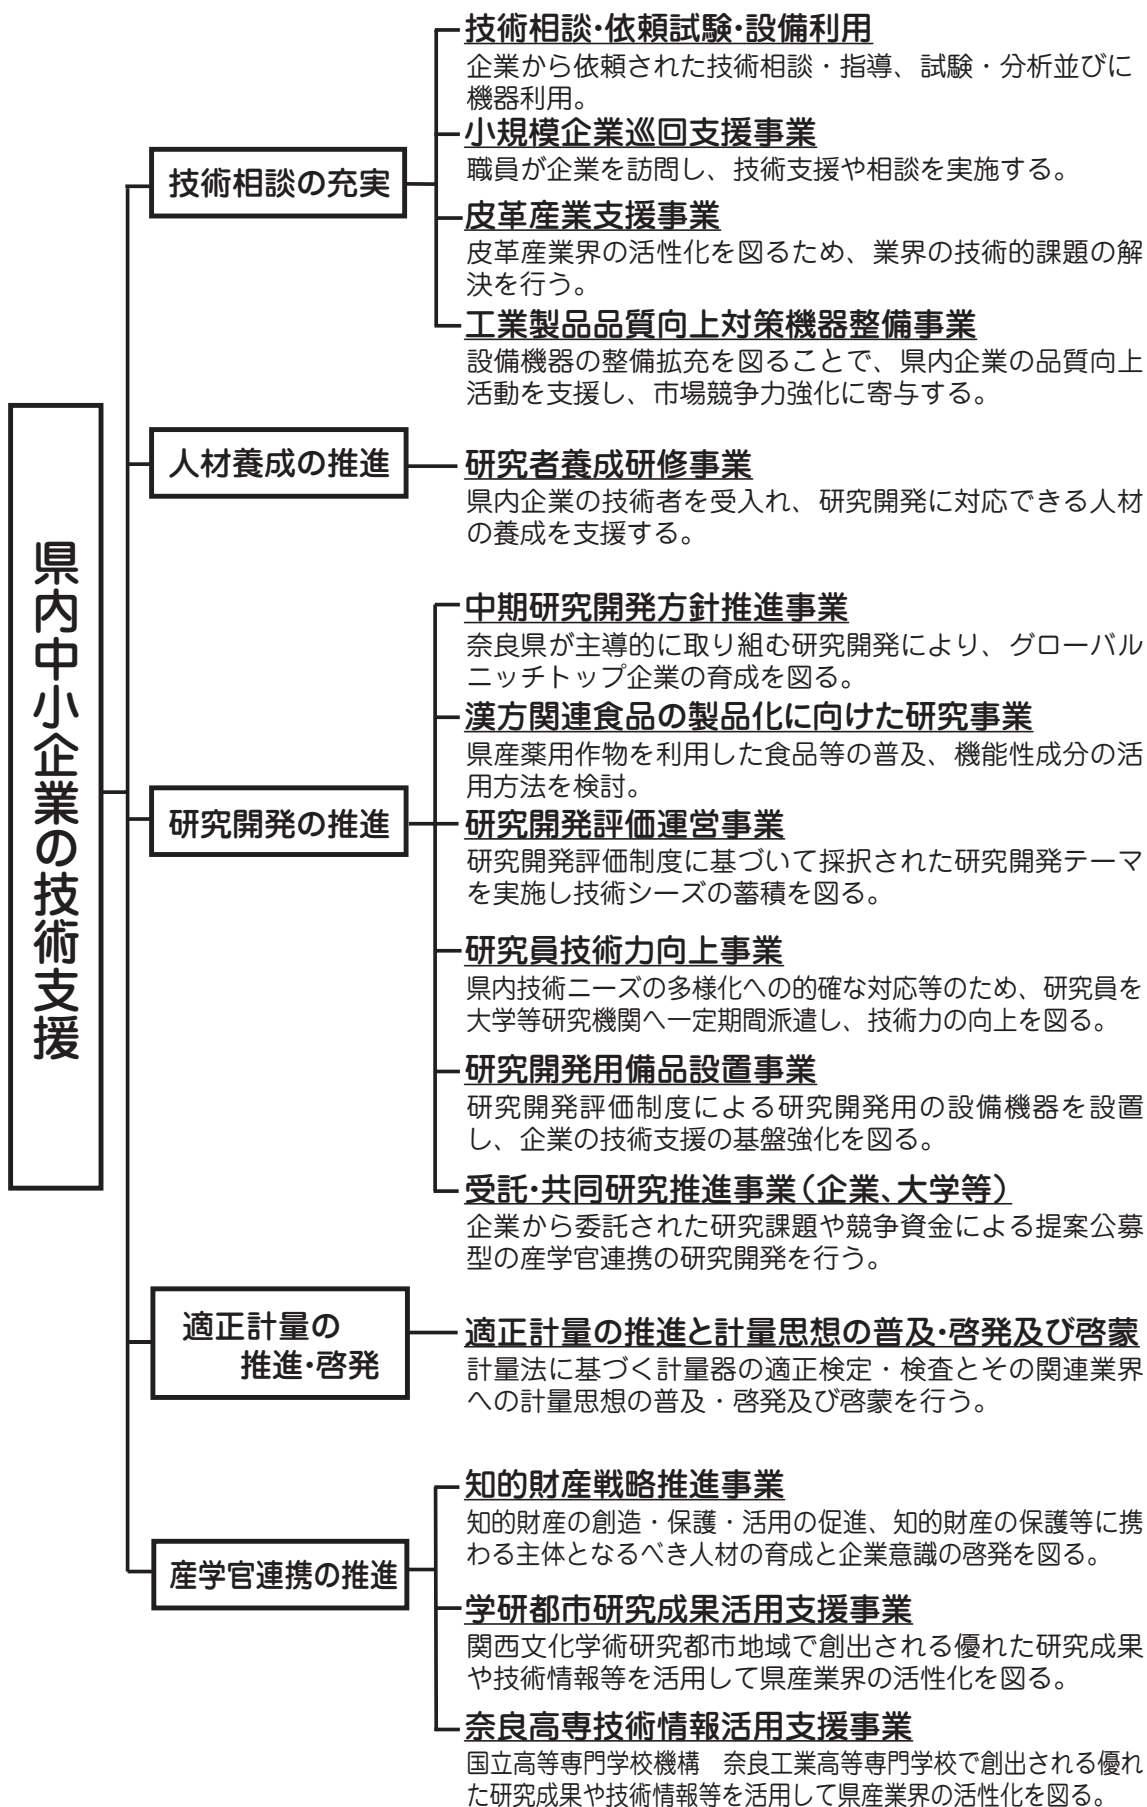 県内中小企業の技術支援
技術相談の充実
技術相談・依頼試験・設備利用
企業から依頼された技術相談・指導、試験・分析並びに
機器利用。
小規模企業巡回支援事業
職員が企業を訪問し、技術支援や相談を実施する。
皮革産業支援事業
皮革産業界の活性化を図るため、業界の技術的課題の解
決を行う。
工業製品品質向上対策機器整備事業
設備機器の整備拡充を図ることで、県内企業の品質向上
活動を支援し、市場競争力強化に寄与する。
人材養成の推進
研究者養成研修事業
県内企業の技術者を受入れ、研究開発に対応できる人材
の養成を支援する。
研究開発の推進
中期研究開発方針推進事業
奈良県が主導的に取り組む研究開発により、グローバル
ニッチトップ企業の育成を図る。
漢方関連食品の製品化に向けた研究事業
県産薬用作物を利用した食品等の普及、機能性成分の活
用方法を検討。
研究開発評価運営事業
研究開発評価制度に基づいて採択された研究開発テーマ
を実施し技術シーズの蓄積を図る。
研究員技術力向上事業
県内技術ニーズの多様化への的確な対応等のため、研究員を
大学等研究機関へ一定期間派遣し、技術力の向上を図る。
研究開発用備品設置事業
研究開発評価制度による研究開発用の設備機器を設置
し、企業の技術支援の基盤強化を図る。
受託・共同研究推進事業(企業、大学等)
企業から委託された研究課題や競争資金による提案公募
型の産学官連携の研究開発を行う。
適正計量の
推進・啓発
適正計量の推進と計量思想の普及・啓発及び啓蒙
計量法に基づく計量器の適正検定・検査とその関連業界
への計量思想の普及・啓発及び啓蒙を行う。
産学官連携の推進
知的財産戦略推進事業
知的財産の創造・保護・活用の促進、知的財産の保護等に携
わる主体となるべき人材の育成と企業意識の啓発を図る。
学研都市研究成果活用支援事業
関西文化学術研究都市地域で創出される優れた研究成果
や技術情報等を活用して県産業界の活性化を図る。
奈良高専技術情報活用支援事業
国立高等専門学校機構　奈良工業高等専門学校で創出される優れ
た研究成果や技術情報等を活用して県産業界の活性化を図る。